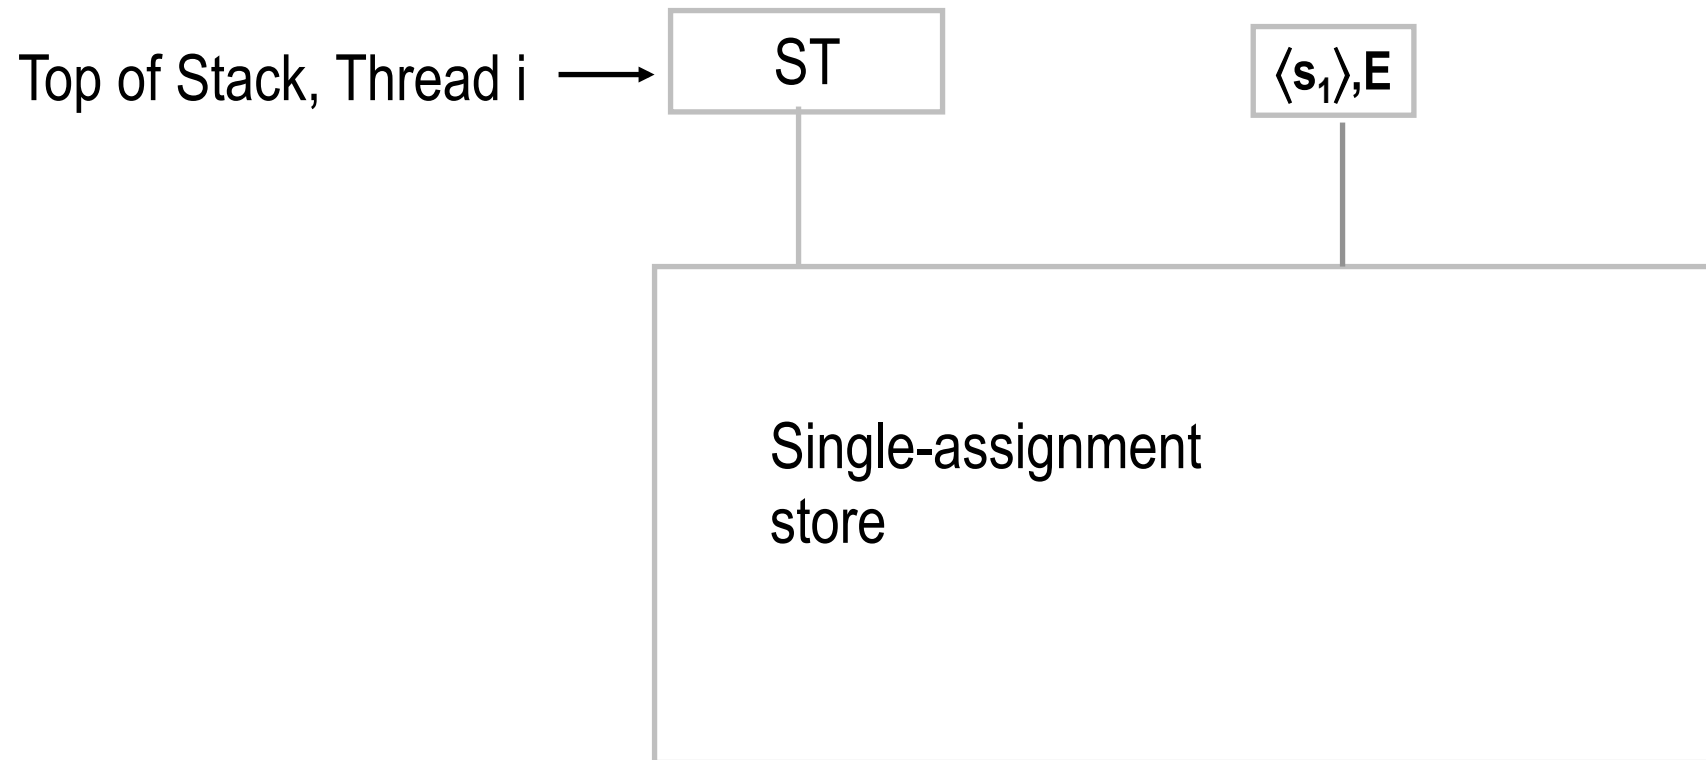 Top of Stack, Thread i
ST
⟨s₁⟩,E
Single-assignment
store